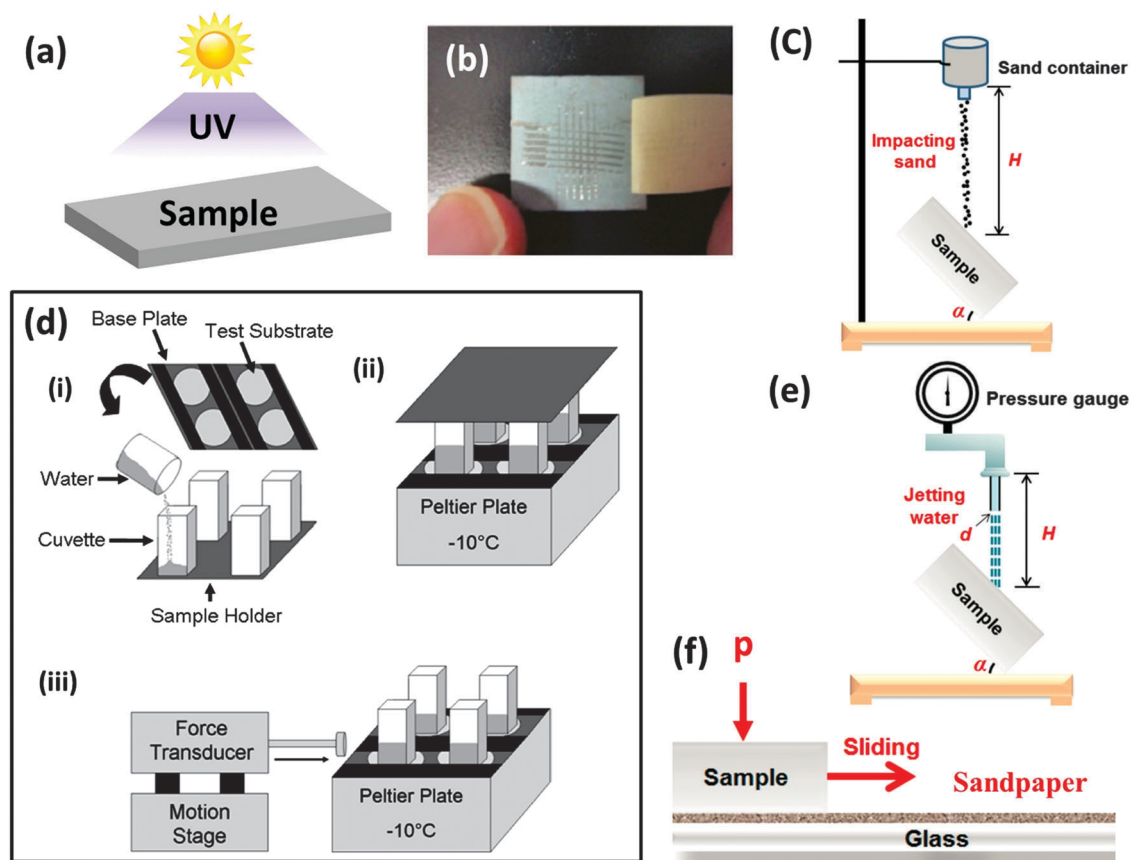 (a)
UV
Sample
(b)
(C)
Sand container
Impacting
sand
H
Sample
α
(d)
Base Plate
Test Substrate
(i)
Water
Cuvette
Sample Holder
(ii)
Peltier Plate
-10°C
(iii)
Force
Transducer
Motion
Stage
Peltier Plate
-10°C
(e)
Pressure gauge
Jetting
water
d
H
Sample
α
(f)
p
Sliding
Sample
Sandpaper
Glass